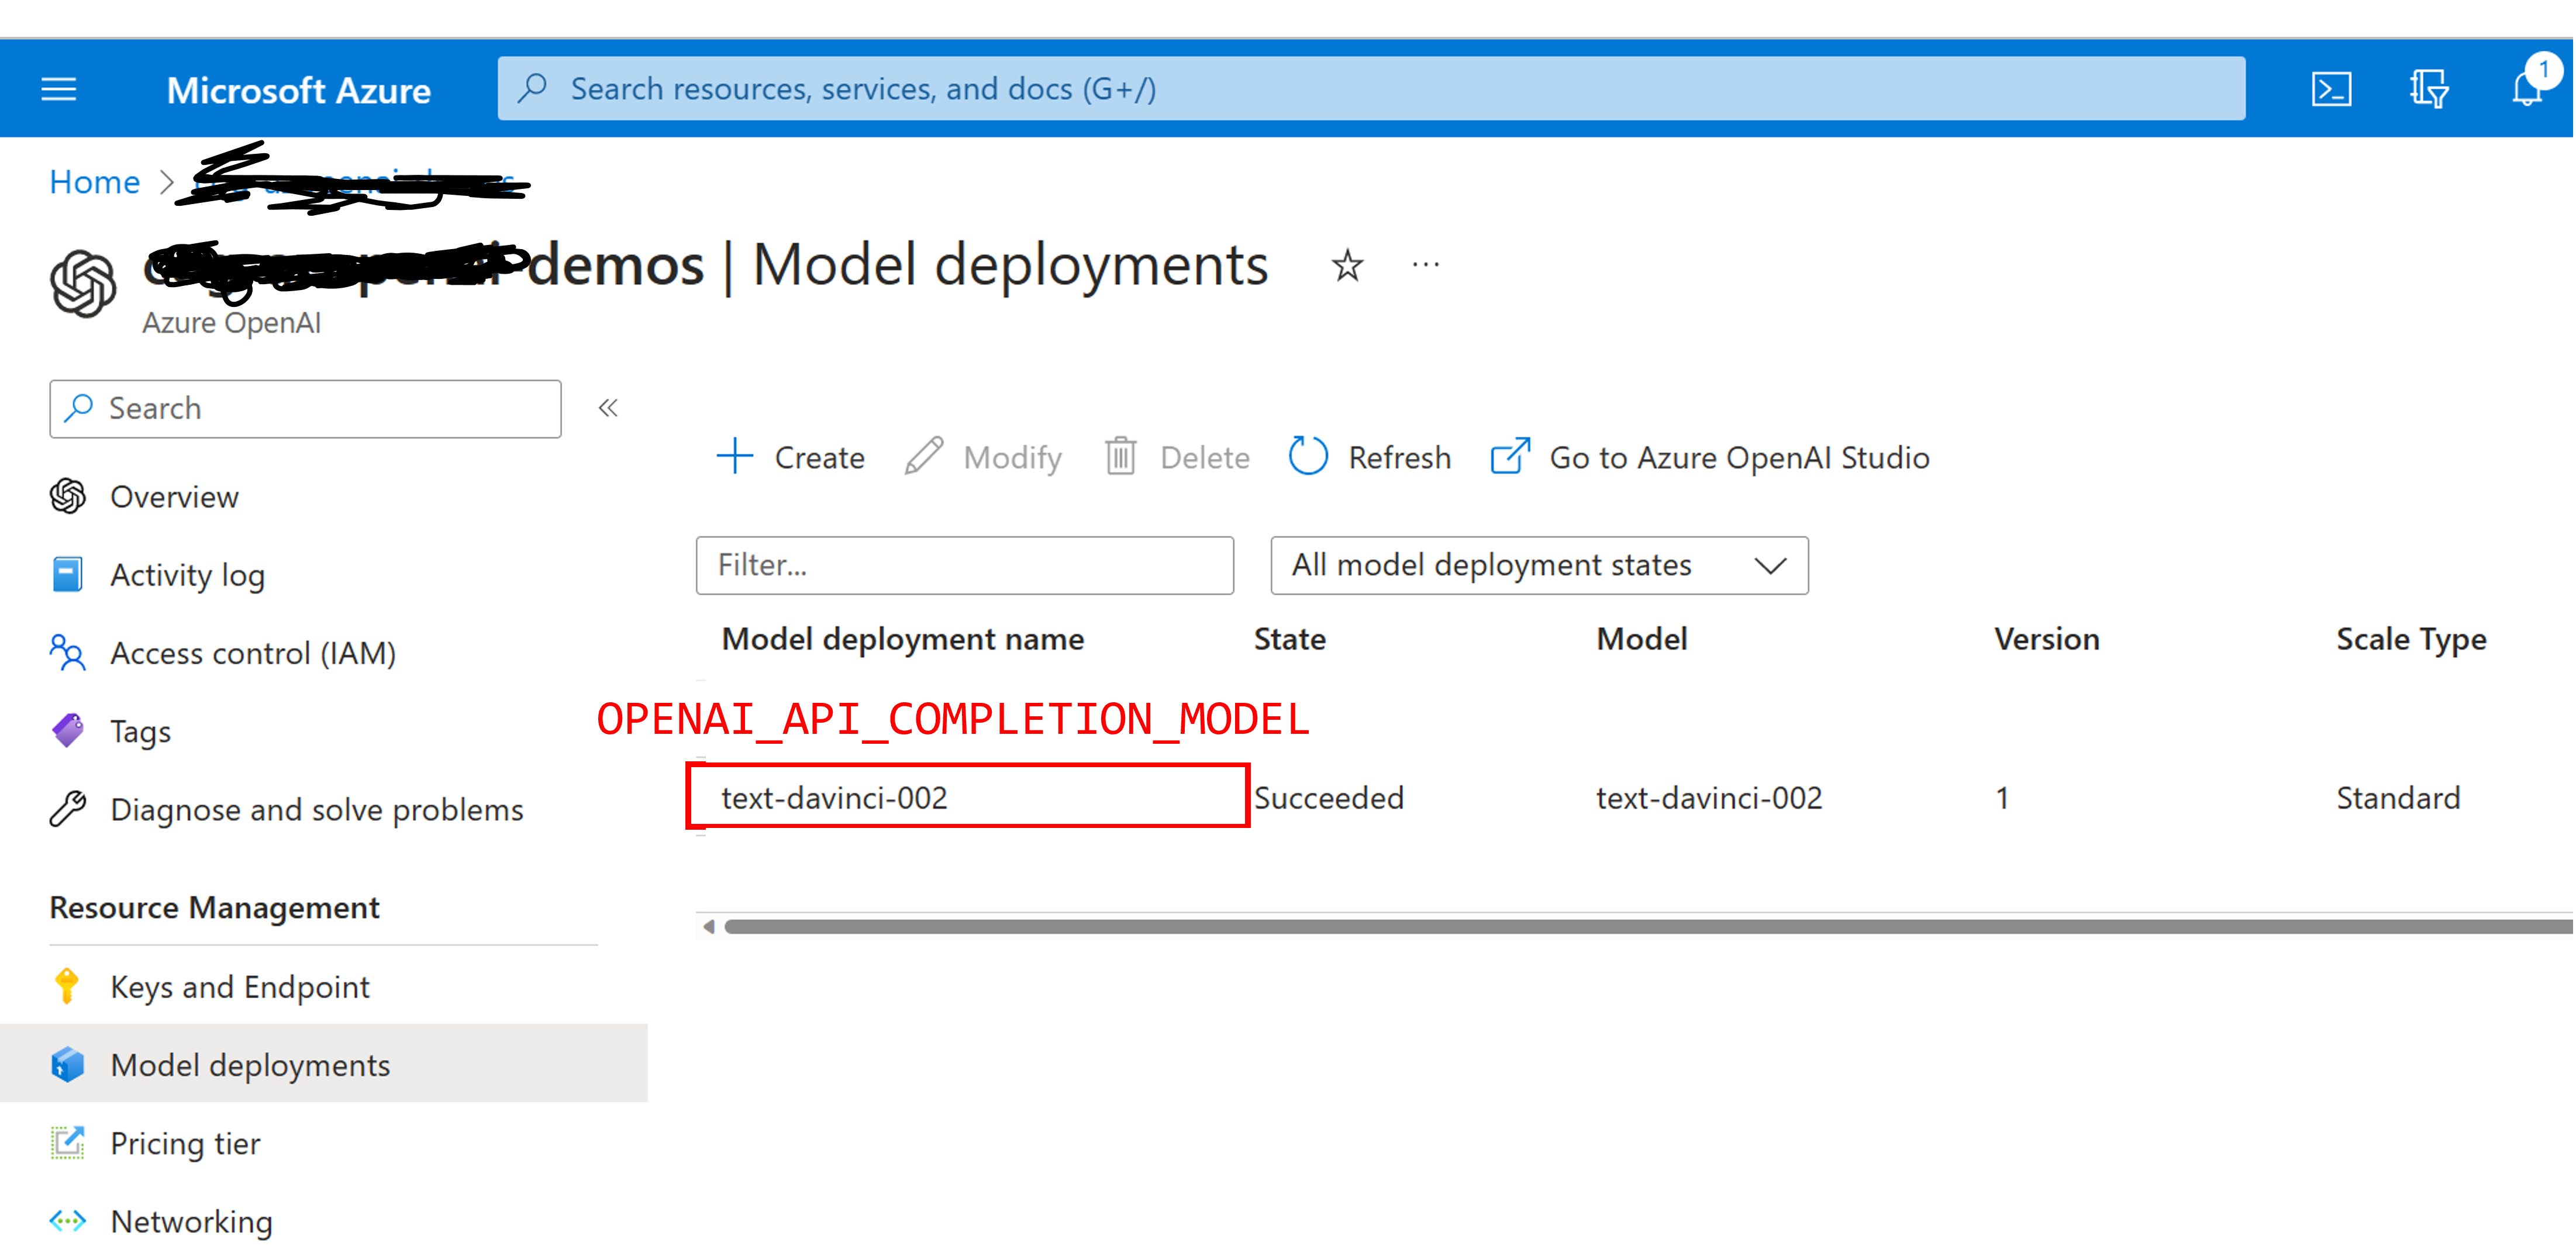 Microsoft Azure
Search resources, services, and docs (G+/)
1
Home
demos | Model deployments
Azure OpenAI
Search
Overview
Activity log
Access control (IAM)
Tags
Diagnose and solve problems
Resource Management
Keys and Endpoint
Model deployments
Pricing tier
Networking
Create Modify Delete Refresh Go to Azure OpenAI Studio
Filter... All model deployment states
Model deployment name State Model Version Scale Type
OPENAI_API_COMPLETION_MODEL
text-davinci-002 Succeeded text-davinci-002 1 Standard